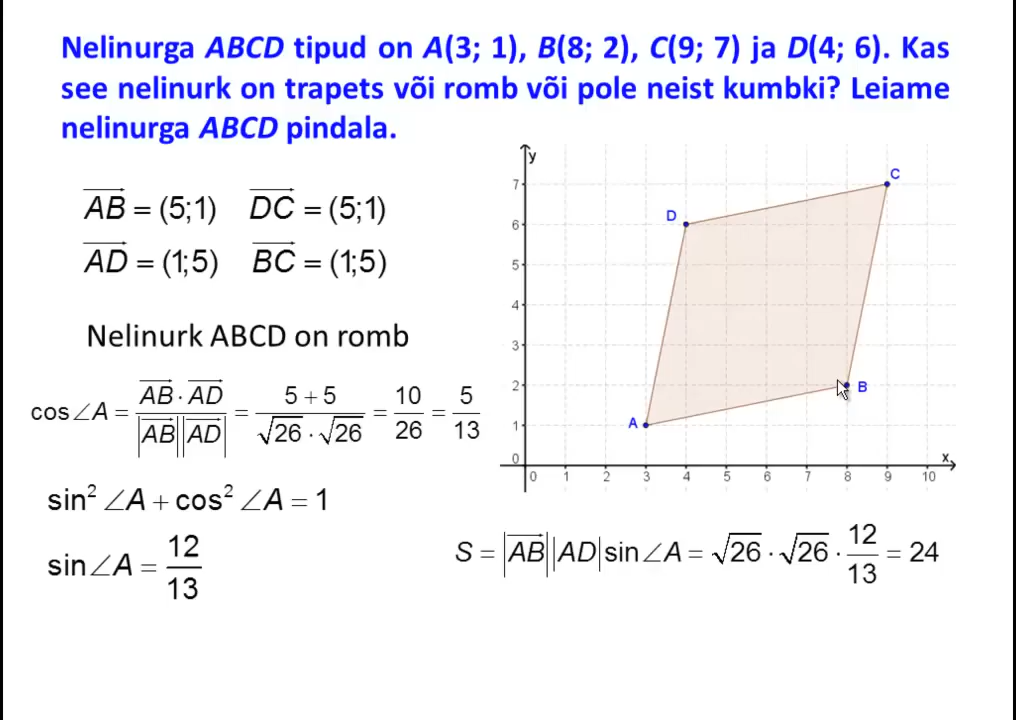 Nelinurga ABCD tipud on A(3; 1), B(8; 2), C(9; 7) ja D(4; 6). Kas
see nelinurk on trapets või romb või pole neist kumbki? Leiame
nelinurga ABCD pindala.
AB = (5;1) DC = (5;1)
AD = (1;5) BC = (1;5)
Nelinurk ABCD on romb
cos∠A = AB · AD / |AB||AD| = 5 + 5 / √26 · √26 = 10 / 26 = 5 / 13
sin² ∠A + cos² ∠A = 1
sin∠A = 12 / 13
y
7
6
5
4
3
2
1
0
0 1 2 3 4 5 6 7 8 9 10
x
A
B
C
D
S = |AB||AD|sin∠A = √26 · √26 · 12 / 13 = 24